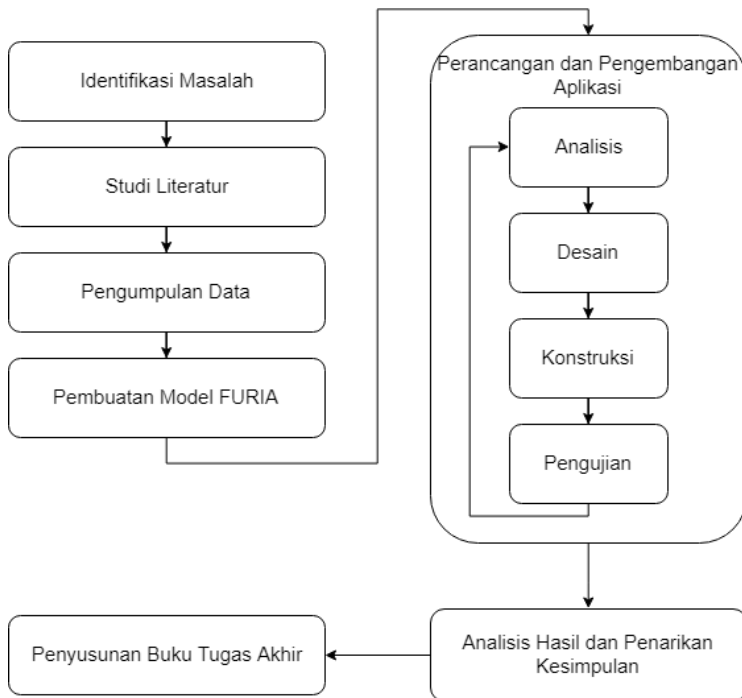 Identifikasi Masalah
Studi Literatur
Pengumpulan Data
Pembuatan Model FURIA
Perancangan dan Pengembangan
Aplikasi
Analisis
Desain
Konstruksi
Pengujian
Analisis Hasil dan Penarikan
Kesimpulan
Penyusunan Buku Tugas Akhir